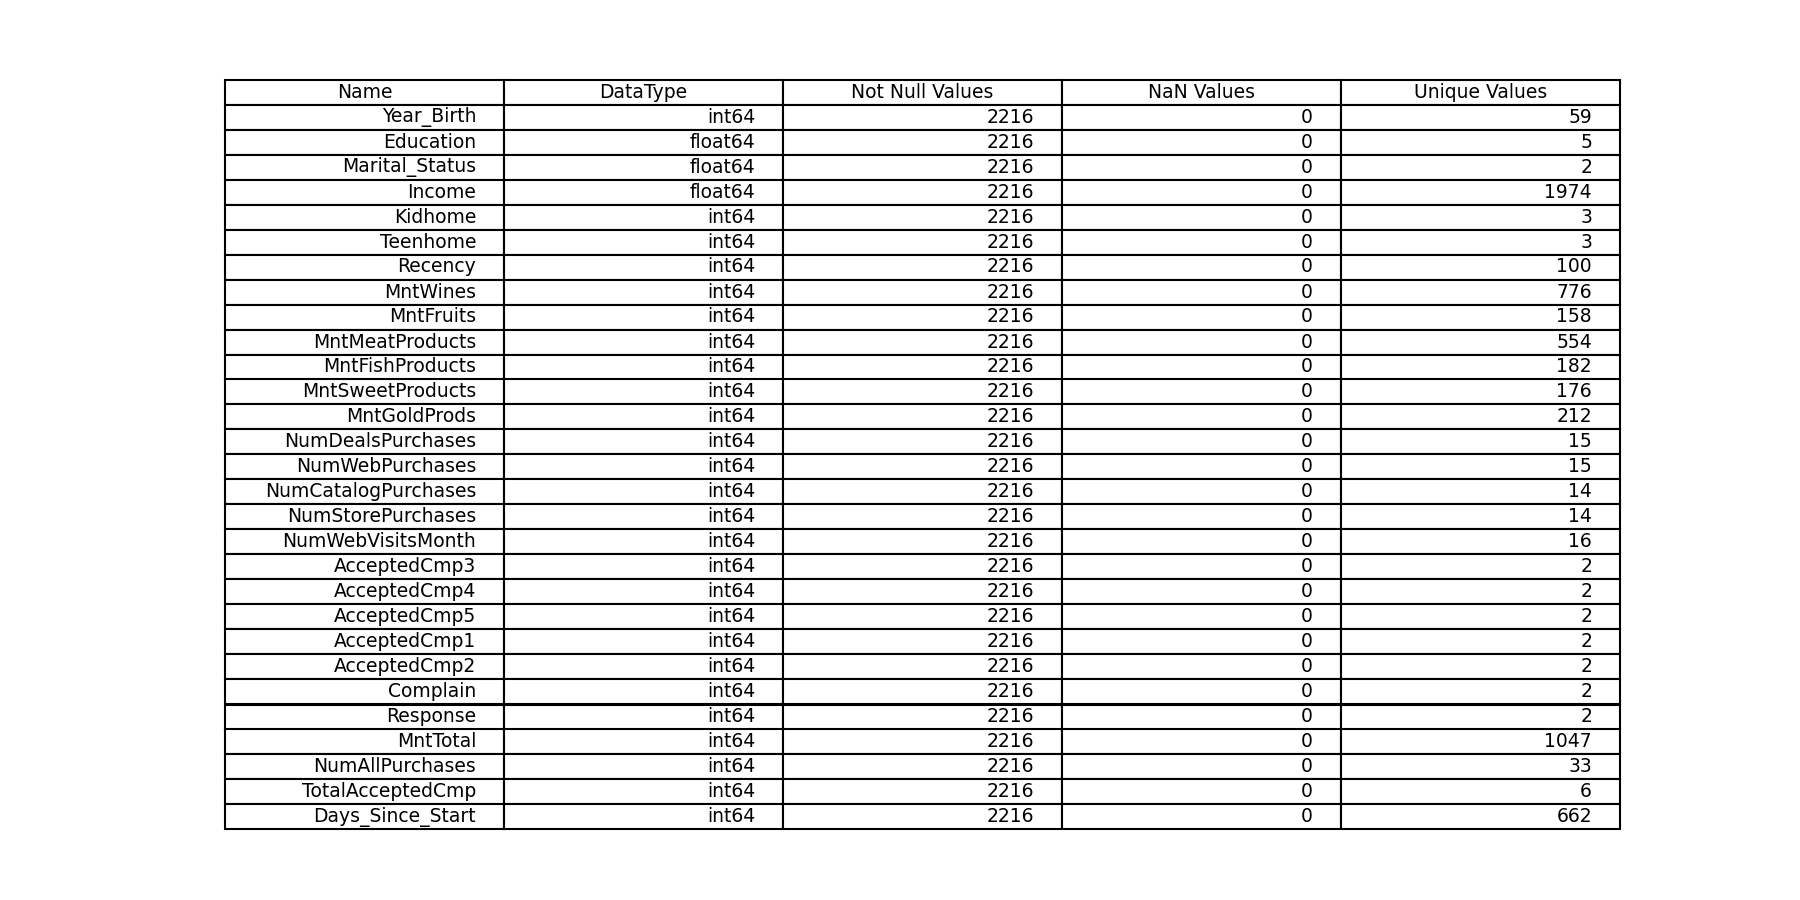 Name DataType Not Null Values NaN Values Unique Values
Year_Birth int64 2216 0 59
Education float64 2216 0 5
Marital_Status float64 2216 0 2
Income float64 2216 0 1974
Kidhome int64 2216 0 3
Teenhome int64 2216 0 3
Recency int64 2216 0 100
MntWines int64 2216 0 776
MntFruits int64 2216 0 158
MntMeatProducts int64 2216 0 554
MntFishProducts int64 2216 0 182
MntSweetProducts int64 2216 0 176
MntGoldProds int64 2216 0 212
NumDealsPurchases int64 2216 0 15
NumWebPurchases int64 2216 0 15
NumCatalogPurchases int64 2216 0 14
NumStorePurchases int64 2216 0 14
NumWebVisitsMonth int64 2216 0 16
AcceptedCmp3 int64 2216 0 2
AcceptedCmp4 int64 2216 0 2
AcceptedCmp5 int64 2216 0 2
AcceptedCmp1 int64 2216 0 2
AcceptedCmp2 int64 2216 0 2
Complain int64 2216 0 2
Response int64 2216 0 2
MntTotal int64 2216 0 1047
NumAllPurchases int64 2216 0 33
TotalAcceptedCmp int64 2216 0 6
Days_Since_Start int64 2216 0 662